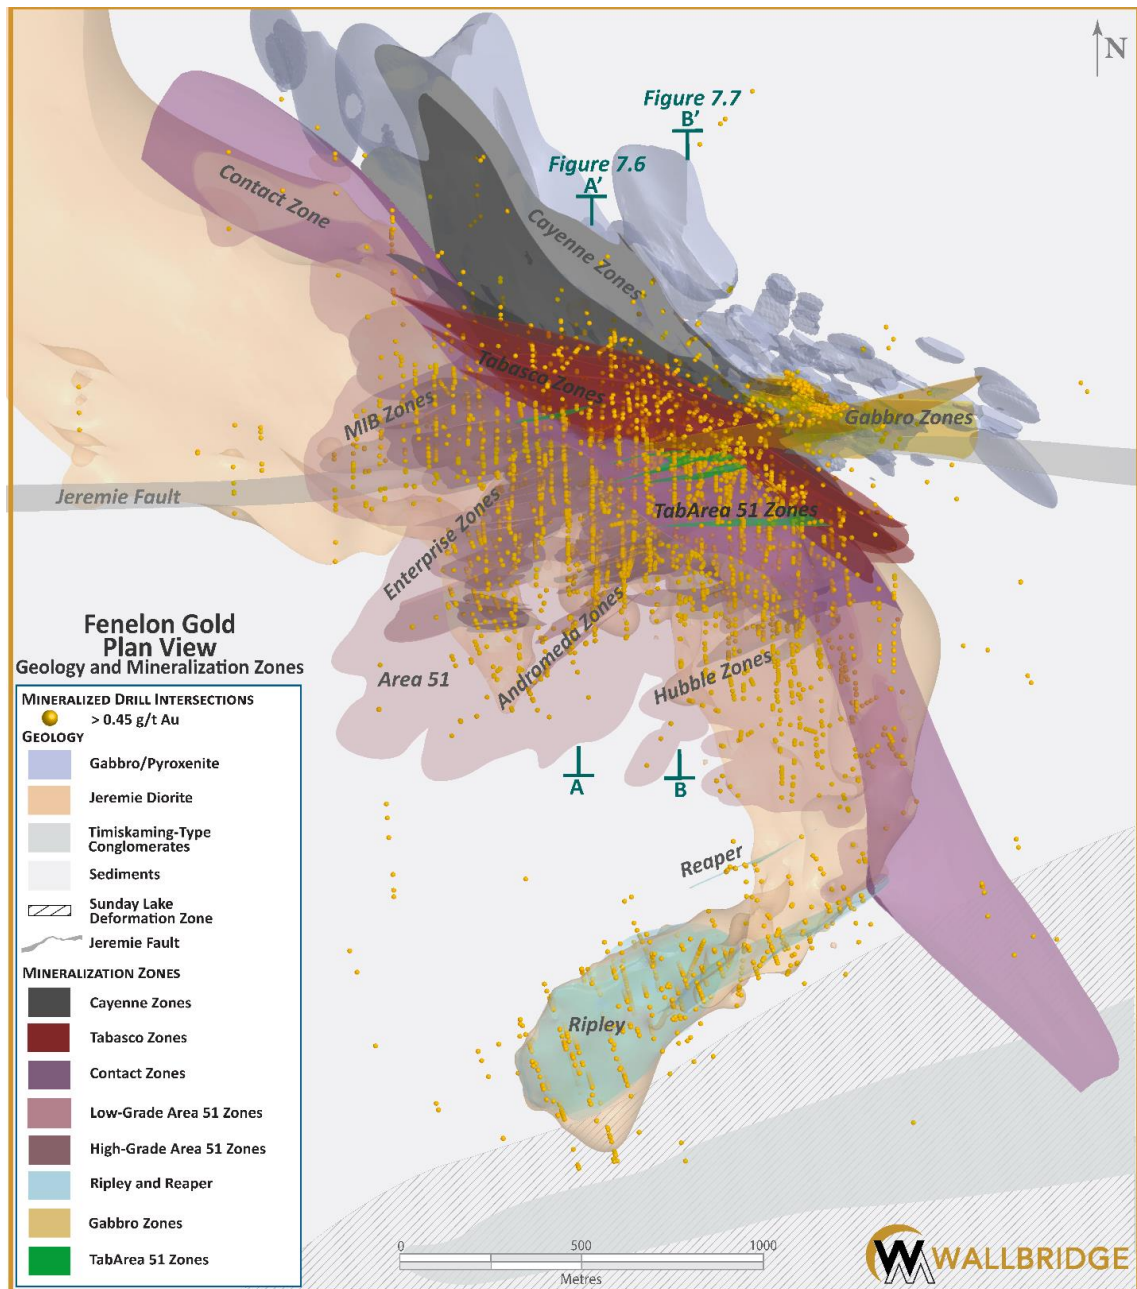 N
Figure 7.7
B'
Figure 7.6
A'
Contact Zone
Cayenne Zones
Tabasco Zones
MIB Zones
Gabbro Zones
Jeremie Fault
TabArea 51 Zones
Enterprise Zones
Andromeda Zones
Area 51
Hubble Zones
A
B
Reaper
Ripley
Fenelon Gold
Plan View
Geology and Mineralization Zones
MINERALIZED DRILL INTERSECTIONS
> 0.45 g/t Au
GEOLOGY
Gabbro/Pyroxenite
Jeremie Diorite
Timiskaming-Type
Conglomerates
Sediments
Sunday Lake
Deformation Zone
Jeremie Fault
MINERALIZATION ZONES
Cayenne Zones
Tabasco Zones
Contact Zones
Low-Grade Area 51 Zones
High-Grade Area 51 Zones
Ripley and Reaper
Gabbro Zones
TabArea 51 Zones
0 500 1000
Metres
WALLBRIDGE